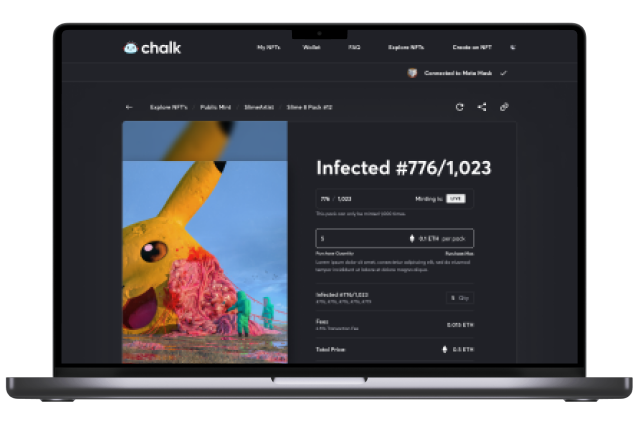 chalk
My NFTs Wallet FAQ Explore NFTs Create an NFT
Connected to Meta Mask
Explore NFT's Public Mint SlimeArtist Slime 8 Pack #12
Infected #776/1,023
776 / 1,023 Minting is: LIVE
This pack can only be minted 1000 times.
5 0.1 ETH per pack
Purchase Quantity Purchase Max
Lorem ipsum dolor sit amet, consectetur adipiscing elit, sed do eiusmod
tempor incididunt ut labore et dolore magna aliqua.
Infected #776/1,023
5 Qty
Fees 0.015 ETH
Transaction Fee
Total Price 0.5 ETH